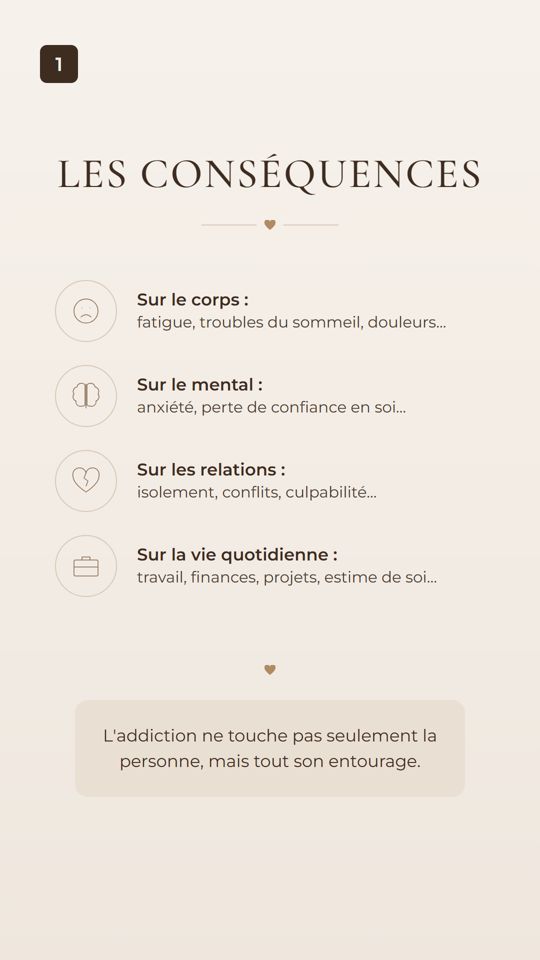 1
LES CONSÉQUENCES
Sur le corps :
fatigue, troubles du sommeil, douleurs...
Sur le mental :
anxiété, perte de confiance en soi...
Sur les relations :
isolement, conflits, culpabilité...
Sur la vie quotidienne :
travail, finances, projets, estime de soi...
L'addiction ne touche pas seulement la
personne, mais tout son entourage.